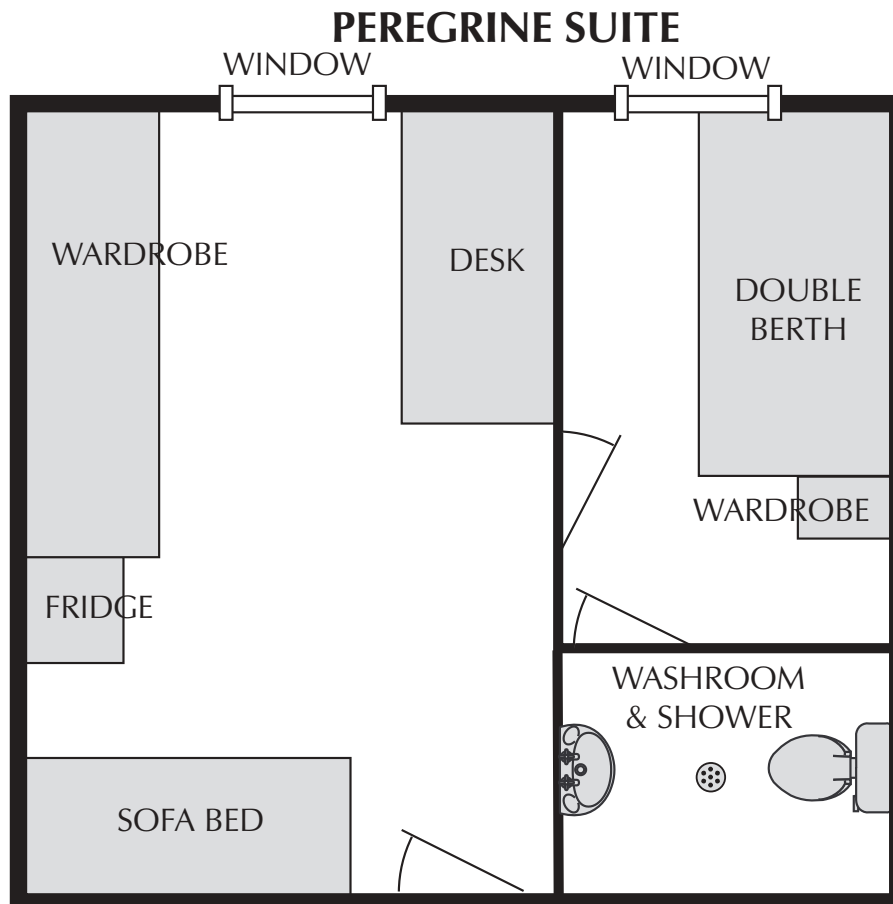 PEREGRINE SUITE
WINDOW
WINDOW
WARDROBE
DESK
DOUBLE
BERTH
WARDROBE
FRIDGE
WASHROOM
& SHOWER
SOFA BED